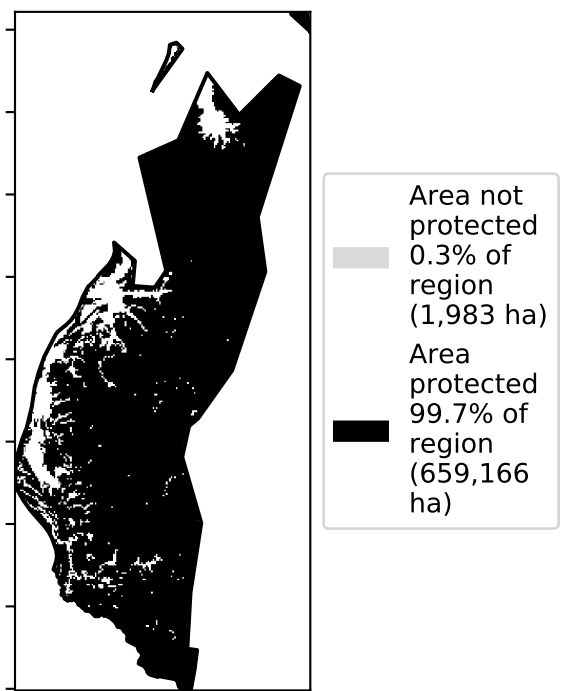 Area not
protected
0.3% of
region
(1,983 ha)
Area
protected
99.7% of
region
(659,166
ha)